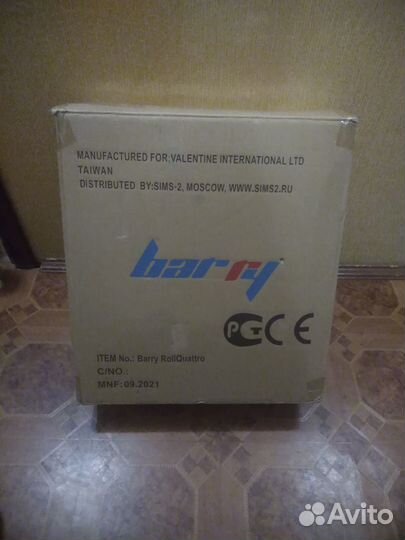 MANUFACTURED FOR:VALENTINE INTERNATIONAL LTD
TAIWAN
DISTRIBUTED BY:SIMS-2, MOSCOW, WWW.SIMS2.RU
barry
РСТ CE
ITEM No.: Barry RollQuattro
C/NO.:
MNF:09.2021
Avito